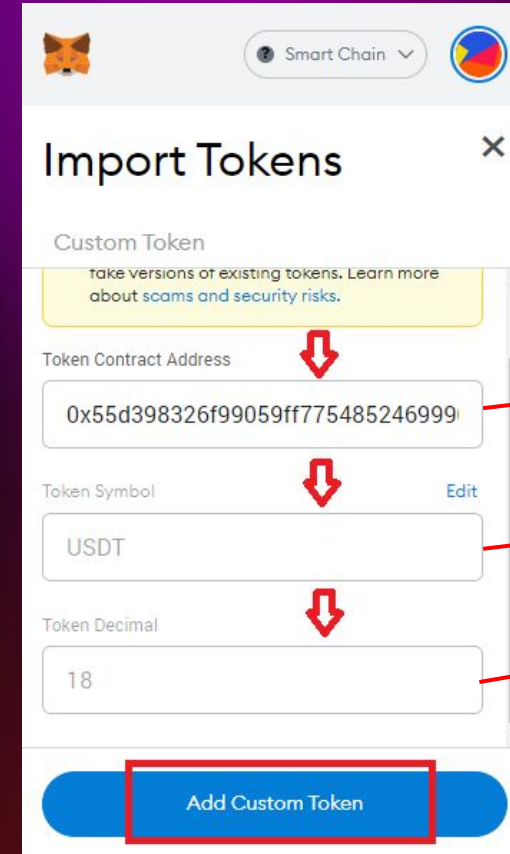 Smart Chain
Import Tokens
Custom Token
fake versions of existing tokens. Learn more
about scams and security risks.
Token Contract Address
0x55d398326f99059ff775485246999
Token Symbol
Edit
USDT
Token Decimal
18
Add Custom Token